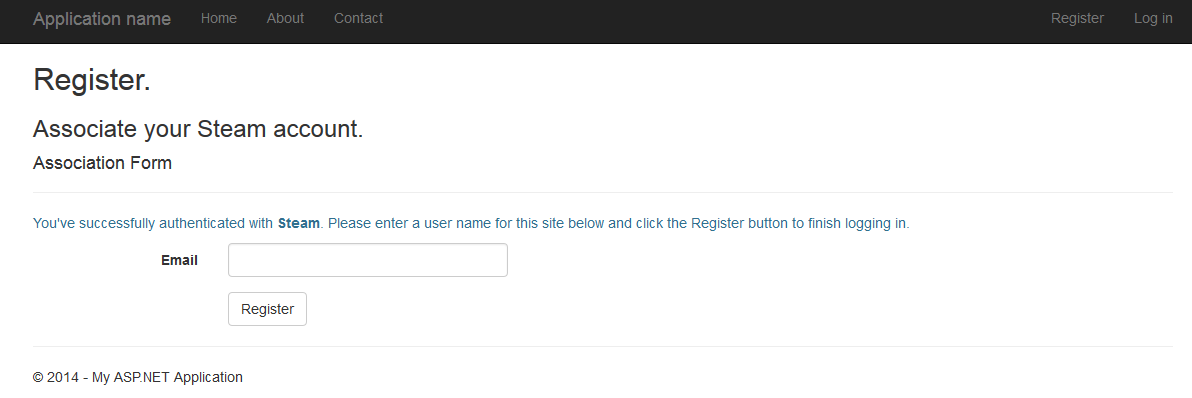 Application name Home About Contact Register Log in
Register.
Associate your Steam account.
Association Form
You've successfully authenticated with Steam. Please enter a user name for this site below and click the Register button to finish logging in.
Email
Register
© 2014 - My ASP.NET Application